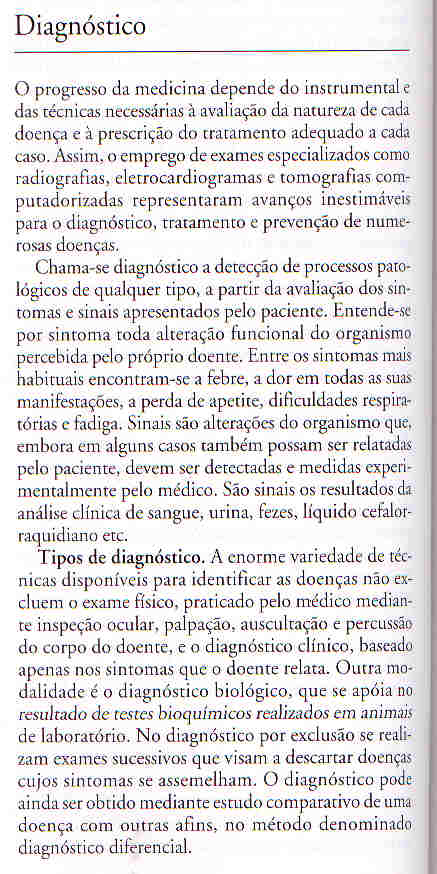 Diagnóstico
O progresso da medicina depende do instrumental e
das técnicas necessárias à avaliação da natureza de cada
doença e à prescrição do tratamento adequado a cada
caso. Assim, o emprego de exames especializados como
radiografias, eletrocardiogramas e tomografias com-
putadorizadas representaram avanços inestimáveis
para o diagnóstico, tratamento e prevenção de nume-
rosas doenças.
Chama-se diagnóstico a detecção de processos pato-
lógicos de qualquer tipo, a partir da avaliação dos sin-
tomas e sinais apresentados pelo paciente. Entende-se
por sintoma toda alteração funcional do organismo
percebida pelo próprio doente. Entre os sintomas mais
habituais encontram-se a febre, a dor em todas as suas
manifestações, a perda de apetite, dificuldades respira-
tórias e fadiga. Sinais são alterações do organismo que,
embora em alguns casos também possam ser relatadas
pelo paciente, devem ser detectadas e medidas experi-
mentalmente pelo médico. São sinais os resultados da
análise clínica de sangue, urina, fezes, líquido cefalor-
raquidiano etc.
Tipos de diagnóstico. A enorme variedade de téc-
nicas disponíveis para identificar as doenças não ex-
cluem o exame físico, praticado pelo médico median-
te inspeção ocular, palpação, auscultação e percussão
do corpo do doente, e o diagnóstico clínico, baseado
apenas nos sintomas que o doente relata. Outra mo-
dalidade é o diagnóstico biológico, que se apóia no
resultado de testes bioquímicos realizados em animais
de laboratório. No diagnóstico por exclusão se reali-
zam exames sucessivos que visam a descartar doenças
cujos sintomas se assemelham. O diagnóstico pode
ainda ser obtido mediante estudo comparativo de uma
doença com outras afins, no método denominado
diagnóstico diferencial.